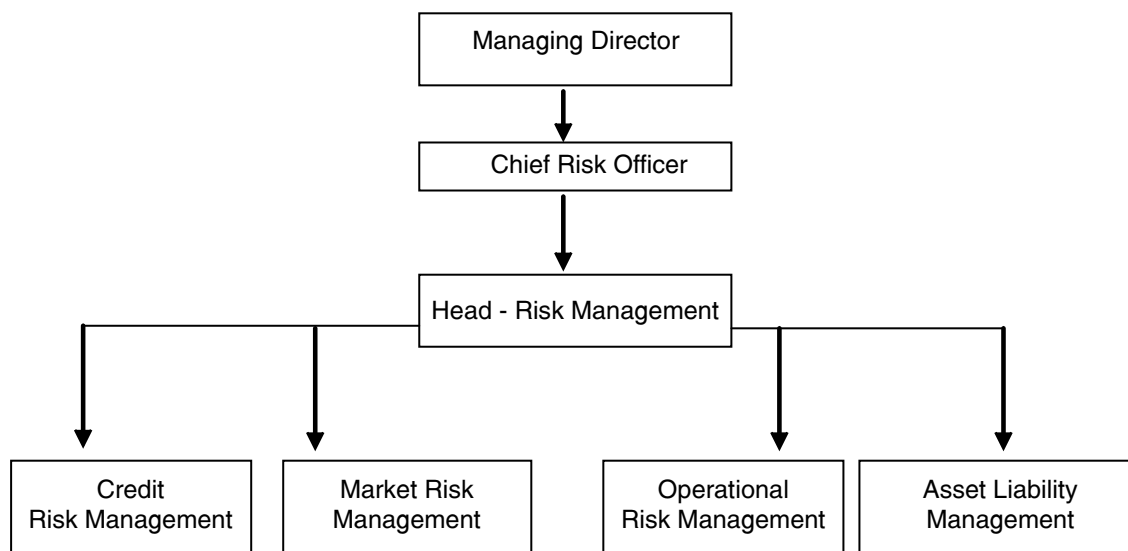 Managing Director
Chief Risk Officer
Head - Risk Management
Credit
Risk Management
Market Risk
Management
Operational
Risk Management
Asset Liability
Management